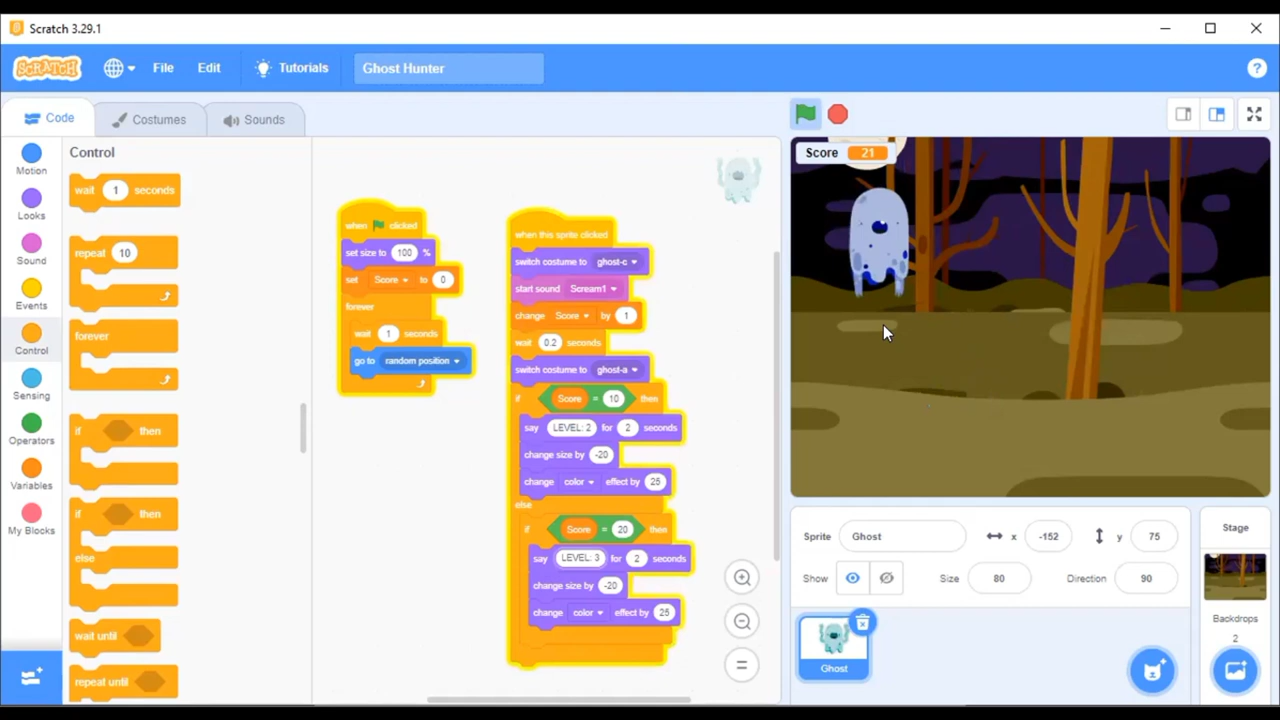 Scratch 3.29.1
SCRATCH
File
Edit
Tutorials
Ghost Hunter
?
Code
Costumes
Sounds
Motion
Looks
Sound
Events
Control
Sensing
Operators
Variables
My Blocks
Control
wait 1 seconds
repeat 10
forever
if then
if then
else
wait until
repeat until
when clicked
set size to 100 %
set Score to 0
forever
wait 1 seconds
go to random position
when this sprite clicked
switch costume to ghost-c
start sound Scream1
change Score by 1
wait 0.2 seconds
switch costume to ghost-a
if Score = 10 then
say LEVEL: 2 for 2 seconds
change size by -20
change color effect by 25
else
if Score = 20 then
say LEVEL: 3 for 2 seconds
change size by -20
change color effect by 25
Score 21
Sprite Ghost x -152 y 75
Show Size 80 Direction 90
Ghost
Stage
Backdrops
2